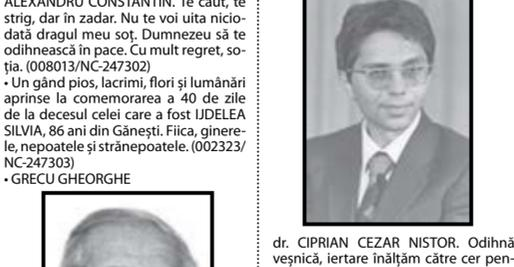 ALEXANDRU CONSTANTIN. Te caut, te
strig, dar în zadar. Nu te voi uita nicio-
dată dragul meu soț. Dumnezeu să te
odihnească în pace. Cu mult regret, so-
ția. (008013/NC-247302)
• Un gând pios, lacrimi, flori și lumânări
aprinse la comemorarea a 40 de zile
de la decesul celei care a fost IJDELEA
SILVIA, 86 ani din Gănești. Fiica, ginere-
le, nepoatele și strănepoatele. (002323/
NC-247303)
• GRECU GHEORGHE
dr. CIPRIAN CEZAR NISTOR. Odihnă
veșnică, iertare înălțăm către cer pen-